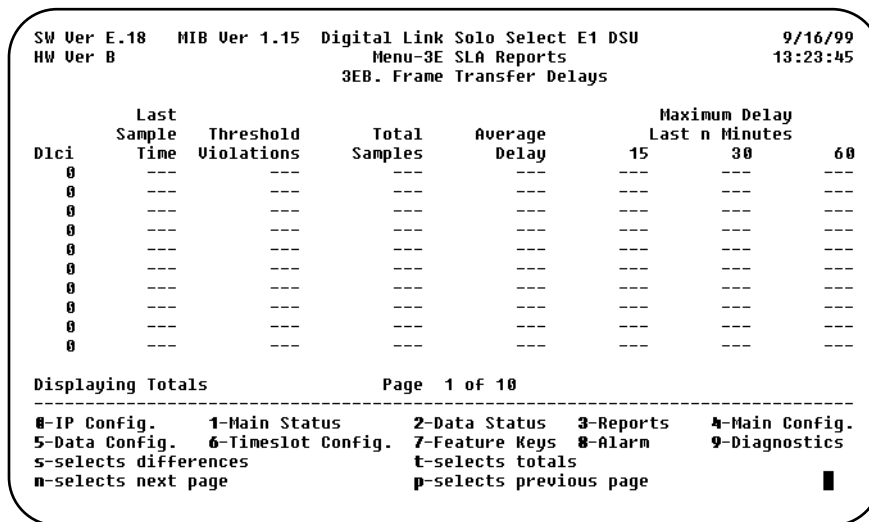 SW Ver E.18 MIB Ver 1.15 Digital Link Solo Select E1 DSU 9/16/99
HW Ver B Menu-3E SLA Reports 13:23:45
3EB. Frame Transfer Delays
Last Maximum Delay
Sample Threshold Total Average Last n Minutes
Dlci Time Violations Samples Delay 15 30 60
0 --- --- --- --- --- --- ---
0 --- --- --- --- --- --- ---
0 --- --- --- --- --- --- ---
0 --- --- --- --- --- --- ---
0 --- --- --- --- --- --- ---
0 --- --- --- --- --- --- ---
0 --- --- --- --- --- --- ---
0 --- --- --- --- --- --- ---
0 --- --- --- --- --- --- ---
0 --- --- --- --- --- --- ---
Displaying Totals Page 1 of 10
0-IP Config. 1-Main Status 2-Data Status 3-Reports 4-Main Config.
5-Data Config. 6-Timeslot Config. 7-Feature Keys 8-Alarm 9-Diagnostics
s-selects differences t-selects totals
n-selects next page p-selects previous page